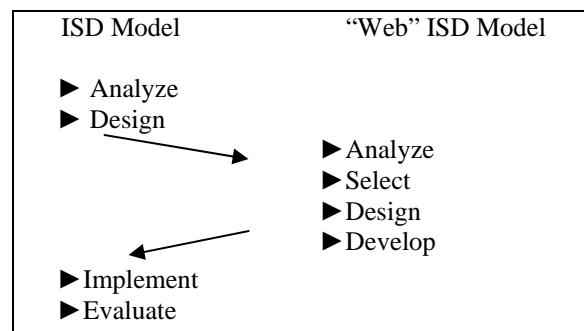 ISD Model “Web” ISD Model
► Analyze
► Design
► Analyze
► Select
► Design
► Develop
► Implement
► Evaluate